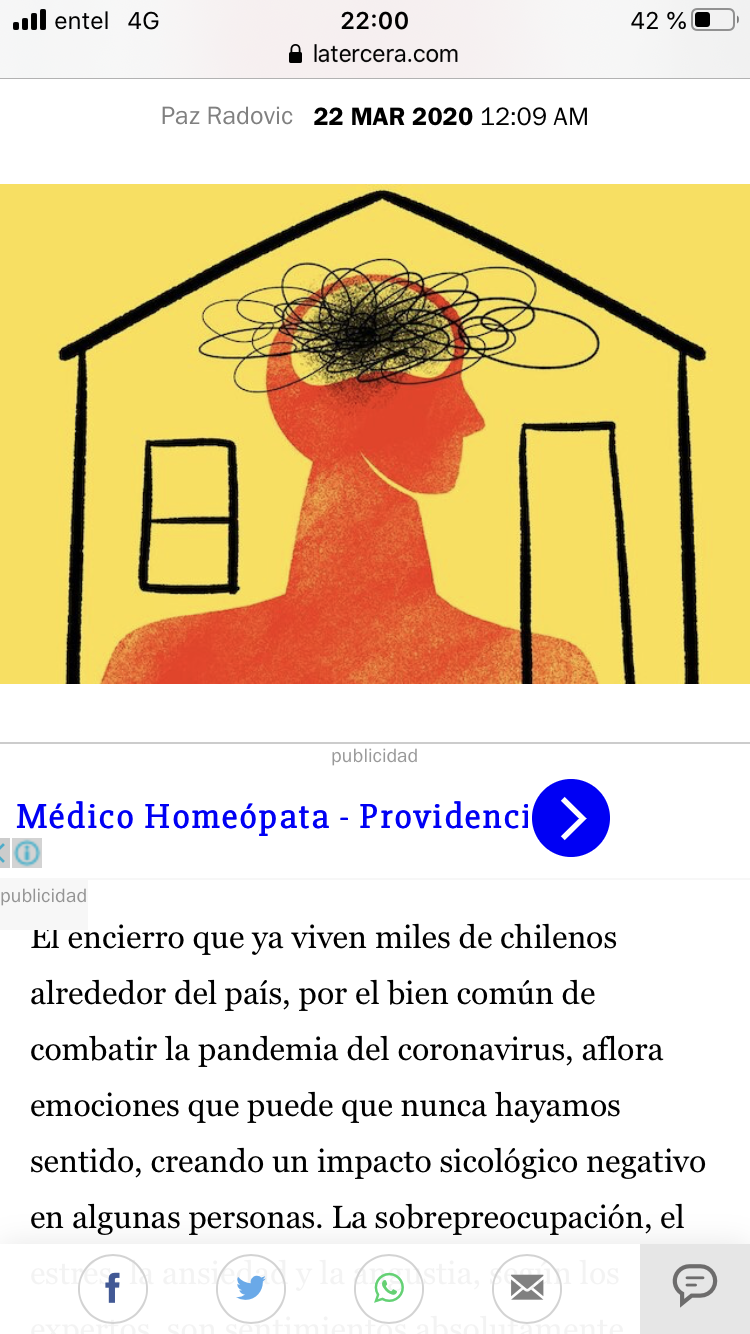 entel 4G 22:00 42 %
latercera.com
Paz Radovic 22 MAR 2020 12:09 AM
publicidad
Médico Homeópata - Providenci
publicidad
El encierro que ya viven miles de chilenos
alrededor del país, por el bien común de
combatir la pandemia del coronavirus, aflora
emociones que puede que nunca hayamos
sentido, creando un impacto sicológico negativo
en algunas personas. La sobrepreocupación, el
estrés, la ansiedad y la angustia, según los
expertos, son sentimientos absolutamente